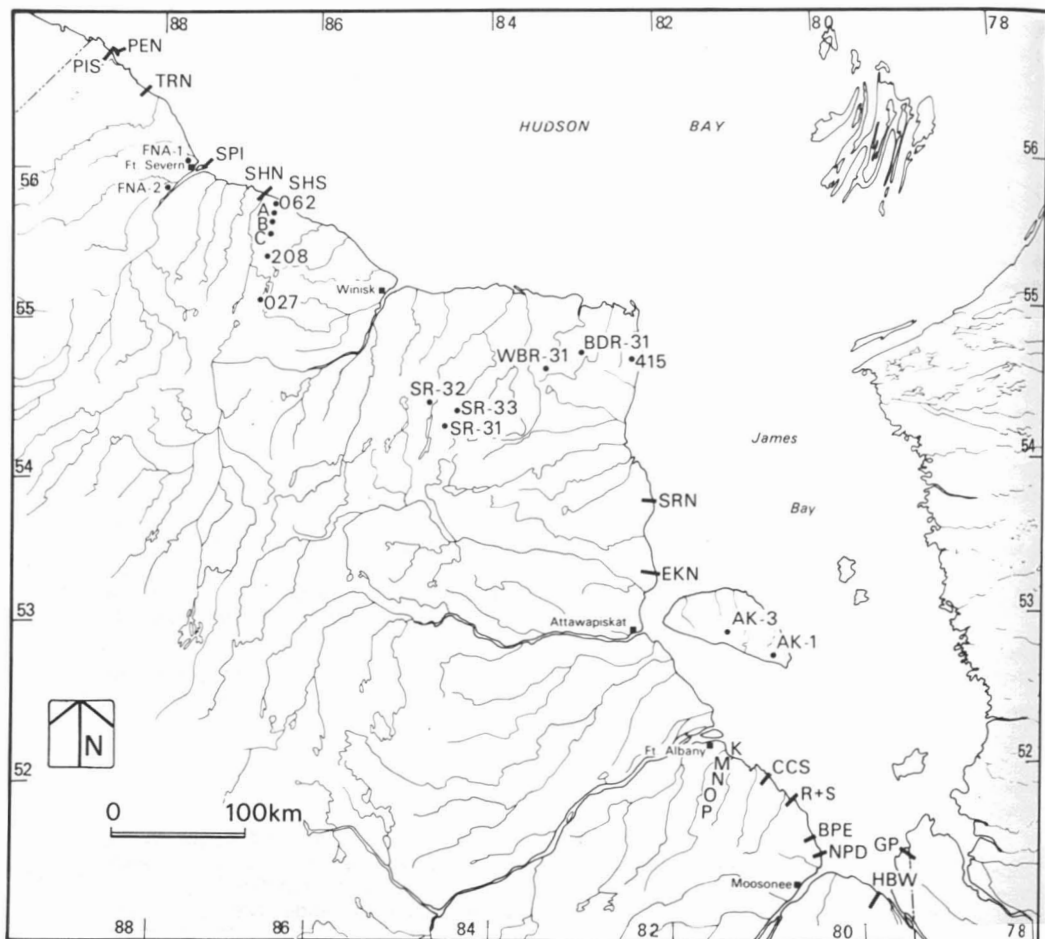 88 86 84 82 80 78
PEN
PIS
TRN
HUDSON BAY
FNA-1
Ft. Severn
SPI
56 56
FNA-2
SHN SHS
062
A
B
C
208
Winisk
027
55 55
BDR-31
WBR-31
415
SR-32
SR-33
SR-31
James
54 54
Bay
SRN
EKN
53 53
Attawapiskat
AK-3
AK-1
N
Ft. Albany K
M
N
O
P
52 52
CCS
R+S
0 100km
BPE
NPD
GP
Moosonee
HBW
88 86 84 82 80 78